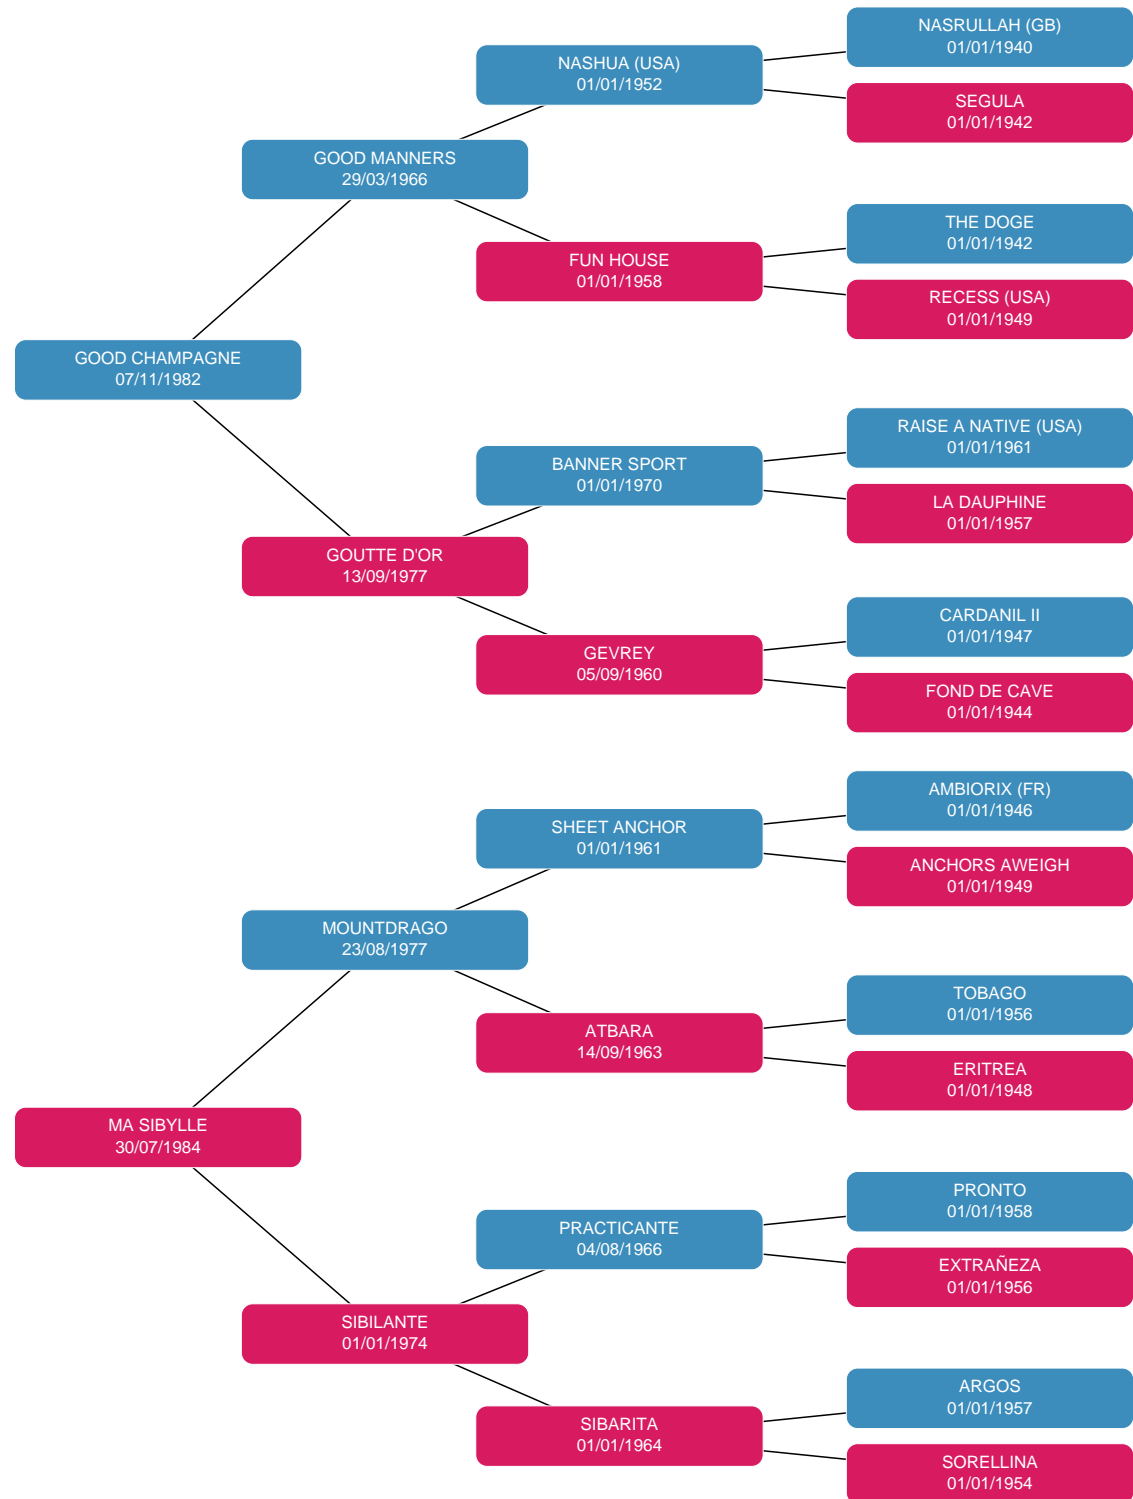 NASRULLAH (GB)
01/01/1940
NASHUA (USA)
01/01/1952
SEGULA
01/01/1942
GOOD MANNERS
29/03/1966
THE DOGE
01/01/1942
FUN HOUSE
01/01/1958
RECESS (USA)
01/01/1949
GOOD CHAMPAGNE
07/11/1982
RAISE A NATIVE (USA)
01/01/1961
BANNER SPORT
01/01/1970
LA DAUPHINE
01/01/1957
GOUTTE D'OR
13/09/1977
CARDANIL II
01/01/1947
GEVREY
05/09/1960
FOND DE CAVE
01/01/1944
AMBIORIX (FR)
01/01/1946
SHEET ANCHOR
01/01/1961
ANCHORS AWEIGH
01/01/1949
MOUNTDRAGO
23/08/1977
TOBAGO
01/01/1956
ATBARA
14/09/1963
ERITREA
01/01/1948
MA SIBYLLE
30/07/1984
PRONTO
01/01/1958
PRACTICANTE
04/08/1966
EXTRAÑEZA
01/01/1956
SIBILANTE
01/01/1974
ARGOS
01/01/1957
SIBARITA
01/01/1964
SORELLINA
01/01/1954